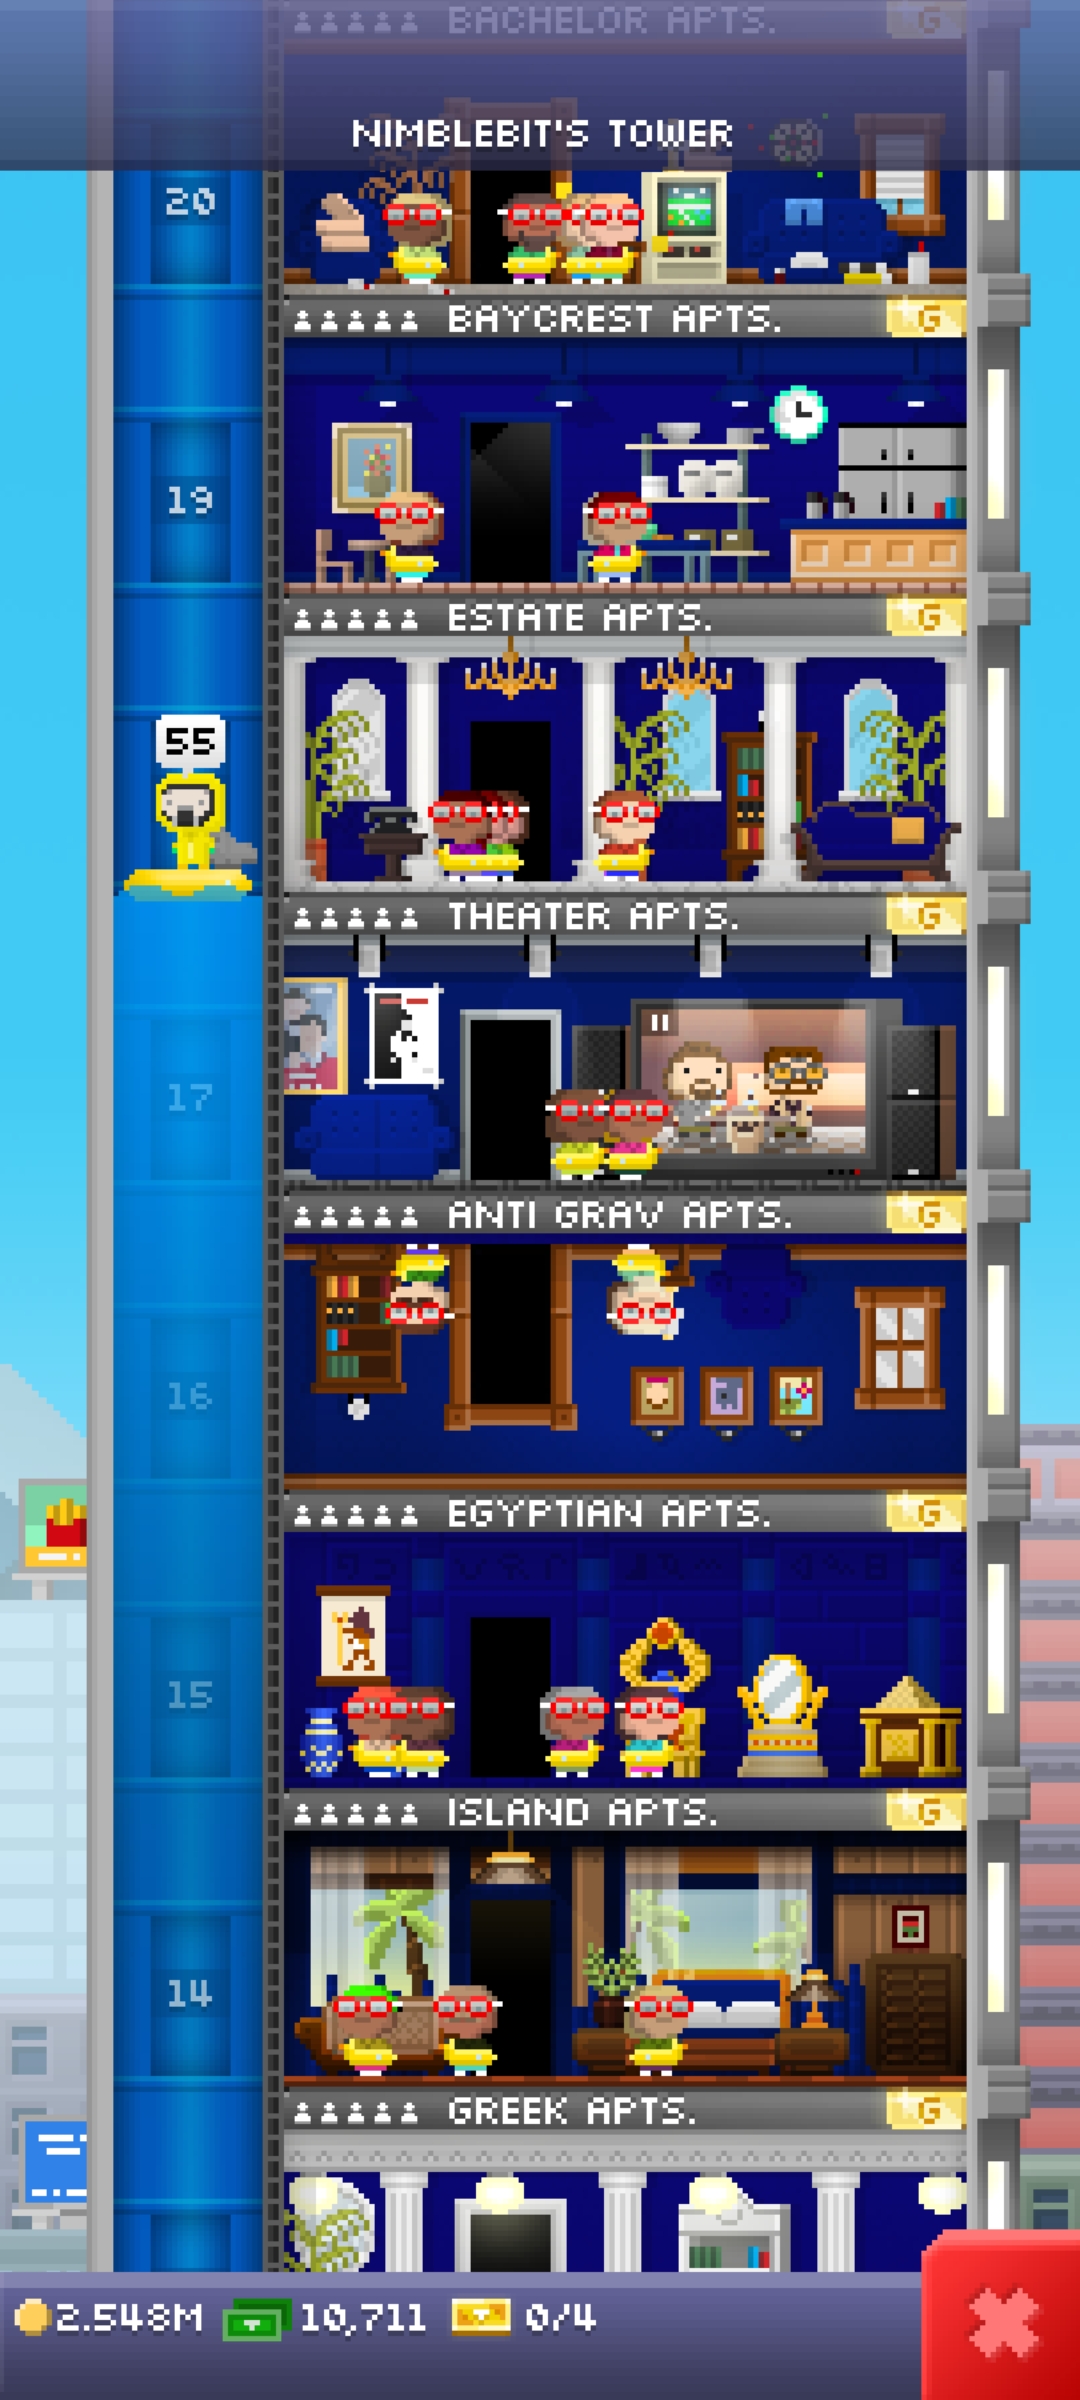 BACHELOR APTS. G
NIMBLEBIT'S TOWER
20
BAYCREST APTS. G
19
ESTATE APTS. G
55
THEATER APTS. G
17
ANTI GRAV APTS. G
16
EGYPTIAN APTS. G
15
ISLAND APTS. G
14
GREEK APTS. G
2.548M 10,711 0/4